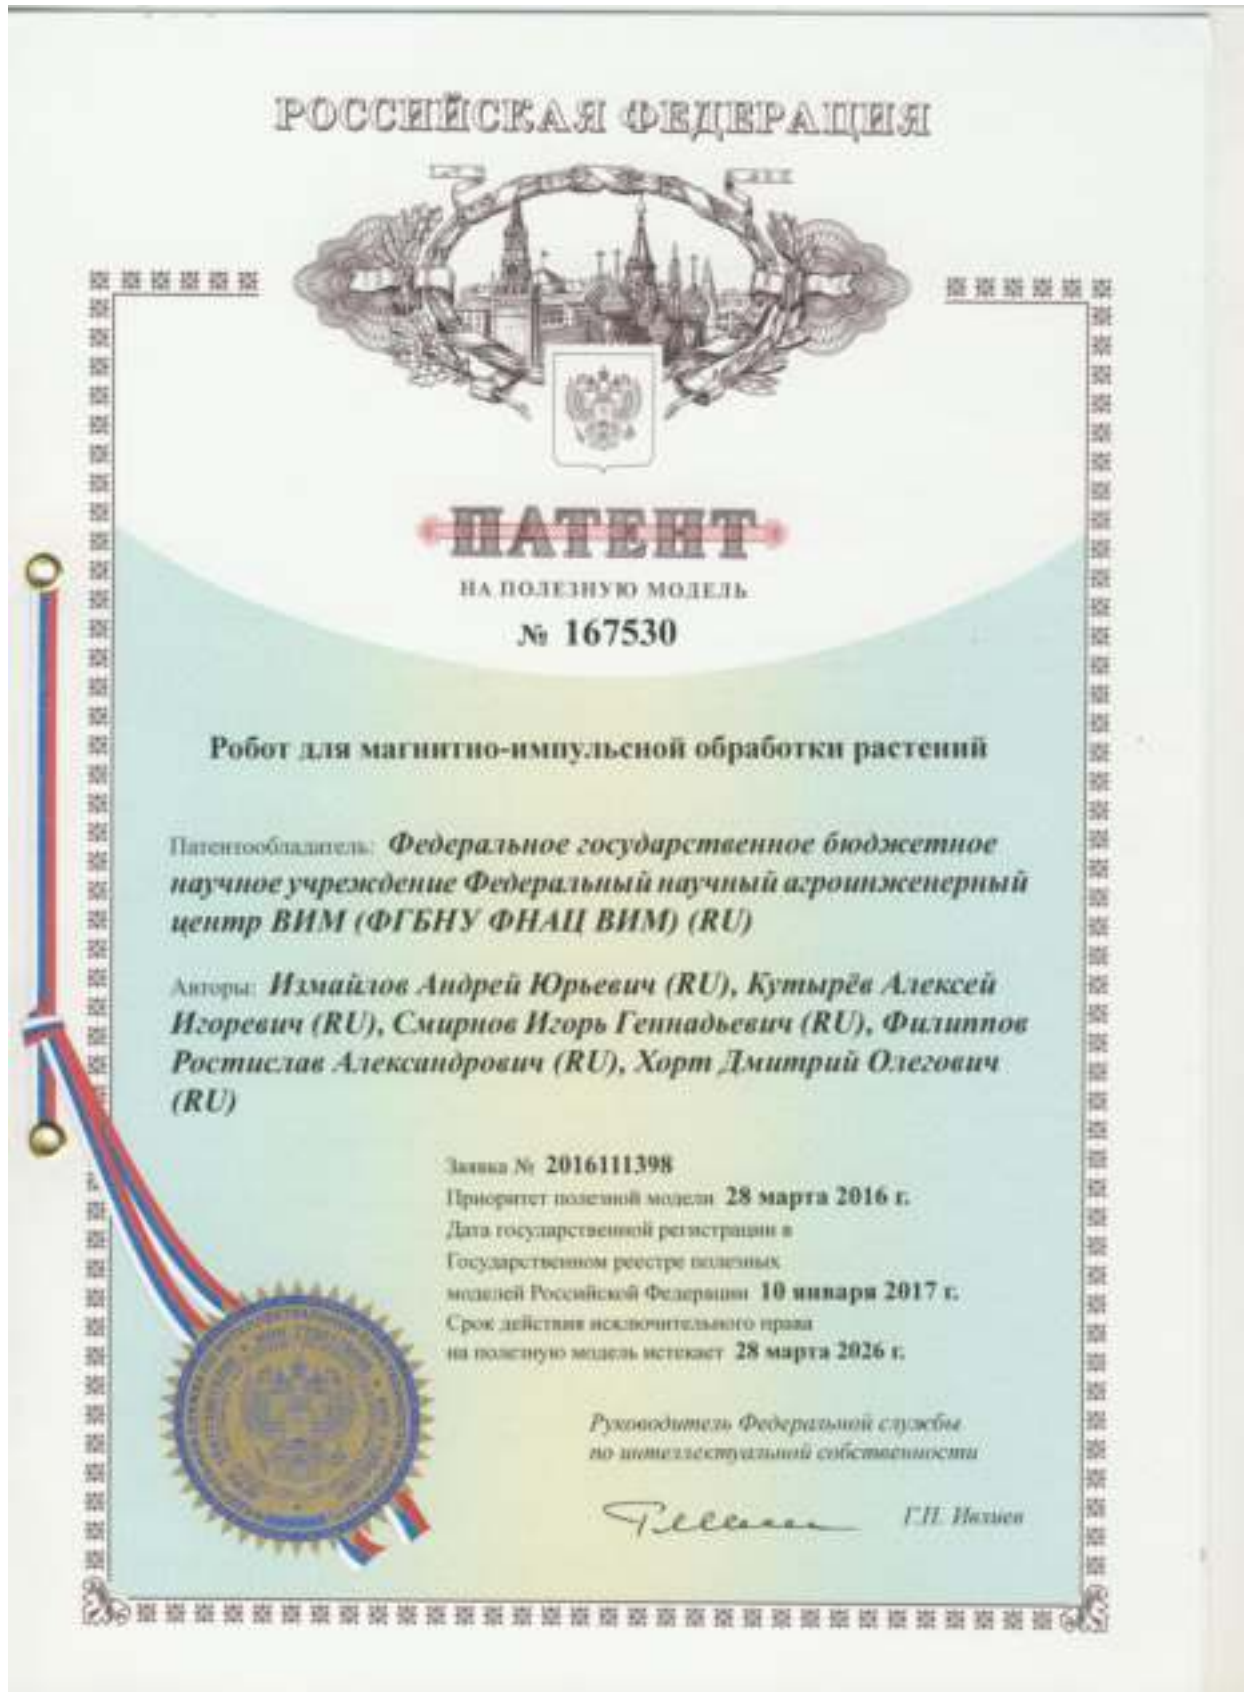 РОССИЙСКАЯ ФЕДЕРАЦИЯ
ПАТЕНТ
НА ПОЛЕЗНУЮ МОДЕЛЬ
№ 167530
Робот для магнитно-импульсной обработки растений
Патентообладатель: Федеральное государственное бюджетное
научное учреждение Федеральный научный агроинженерный
центр ВИМ (ФГБНУ ФНАЦ ВИМ) (RU)
Авторы: Измайлов Андрей Юрьевич (RU), Кутырёв Алексей
Игоревич (RU), Смирнов Игорь Геннадьевич (RU), Филиппов
Ростислав Александрович (RU), Хорт Дмитрий Олегович
(RU)
Заявка № 2016111398
Приоритет полезной модели 28 марта 2016 г.
Дата государственной регистрации в
Государственном реестре полезных
моделей Российской Федерации 10 января 2017 г.
Срок действия исключительного права
на полезную модель истекает 28 марта 2026 г.
Руководитель Федеральной службы
по интеллектуальной собственности
Г.П. Ивлиев